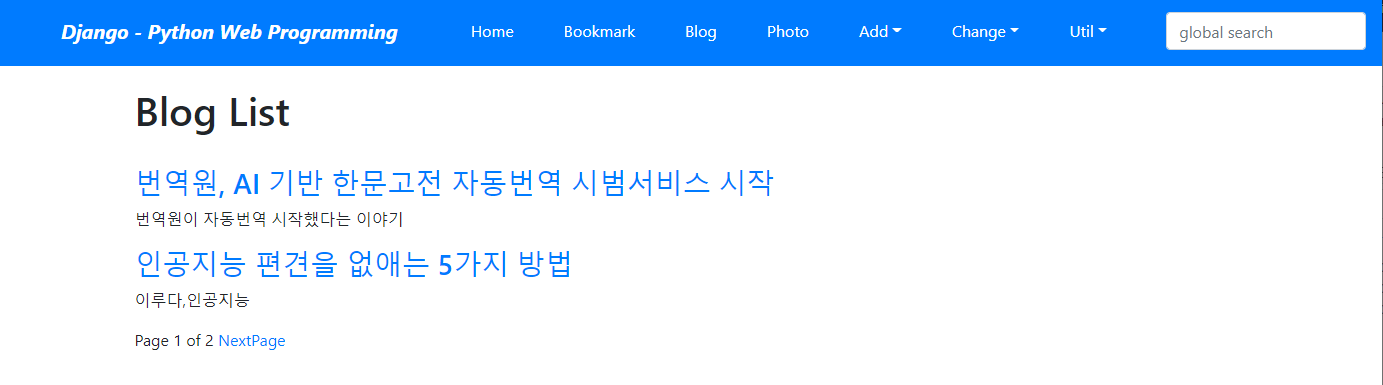 Django - Python Web Programming Home Bookmark Blog Photo Add Change Util global search
Blog List
번역원, AI 기반 한문고전 자동번역 시범서비스 시작
번역원이 자동번역 시작했다는 이야기
인공지능 편견을 없애는 5가지 방법
이루다,인공지능
Page 1 of 2 NextPage